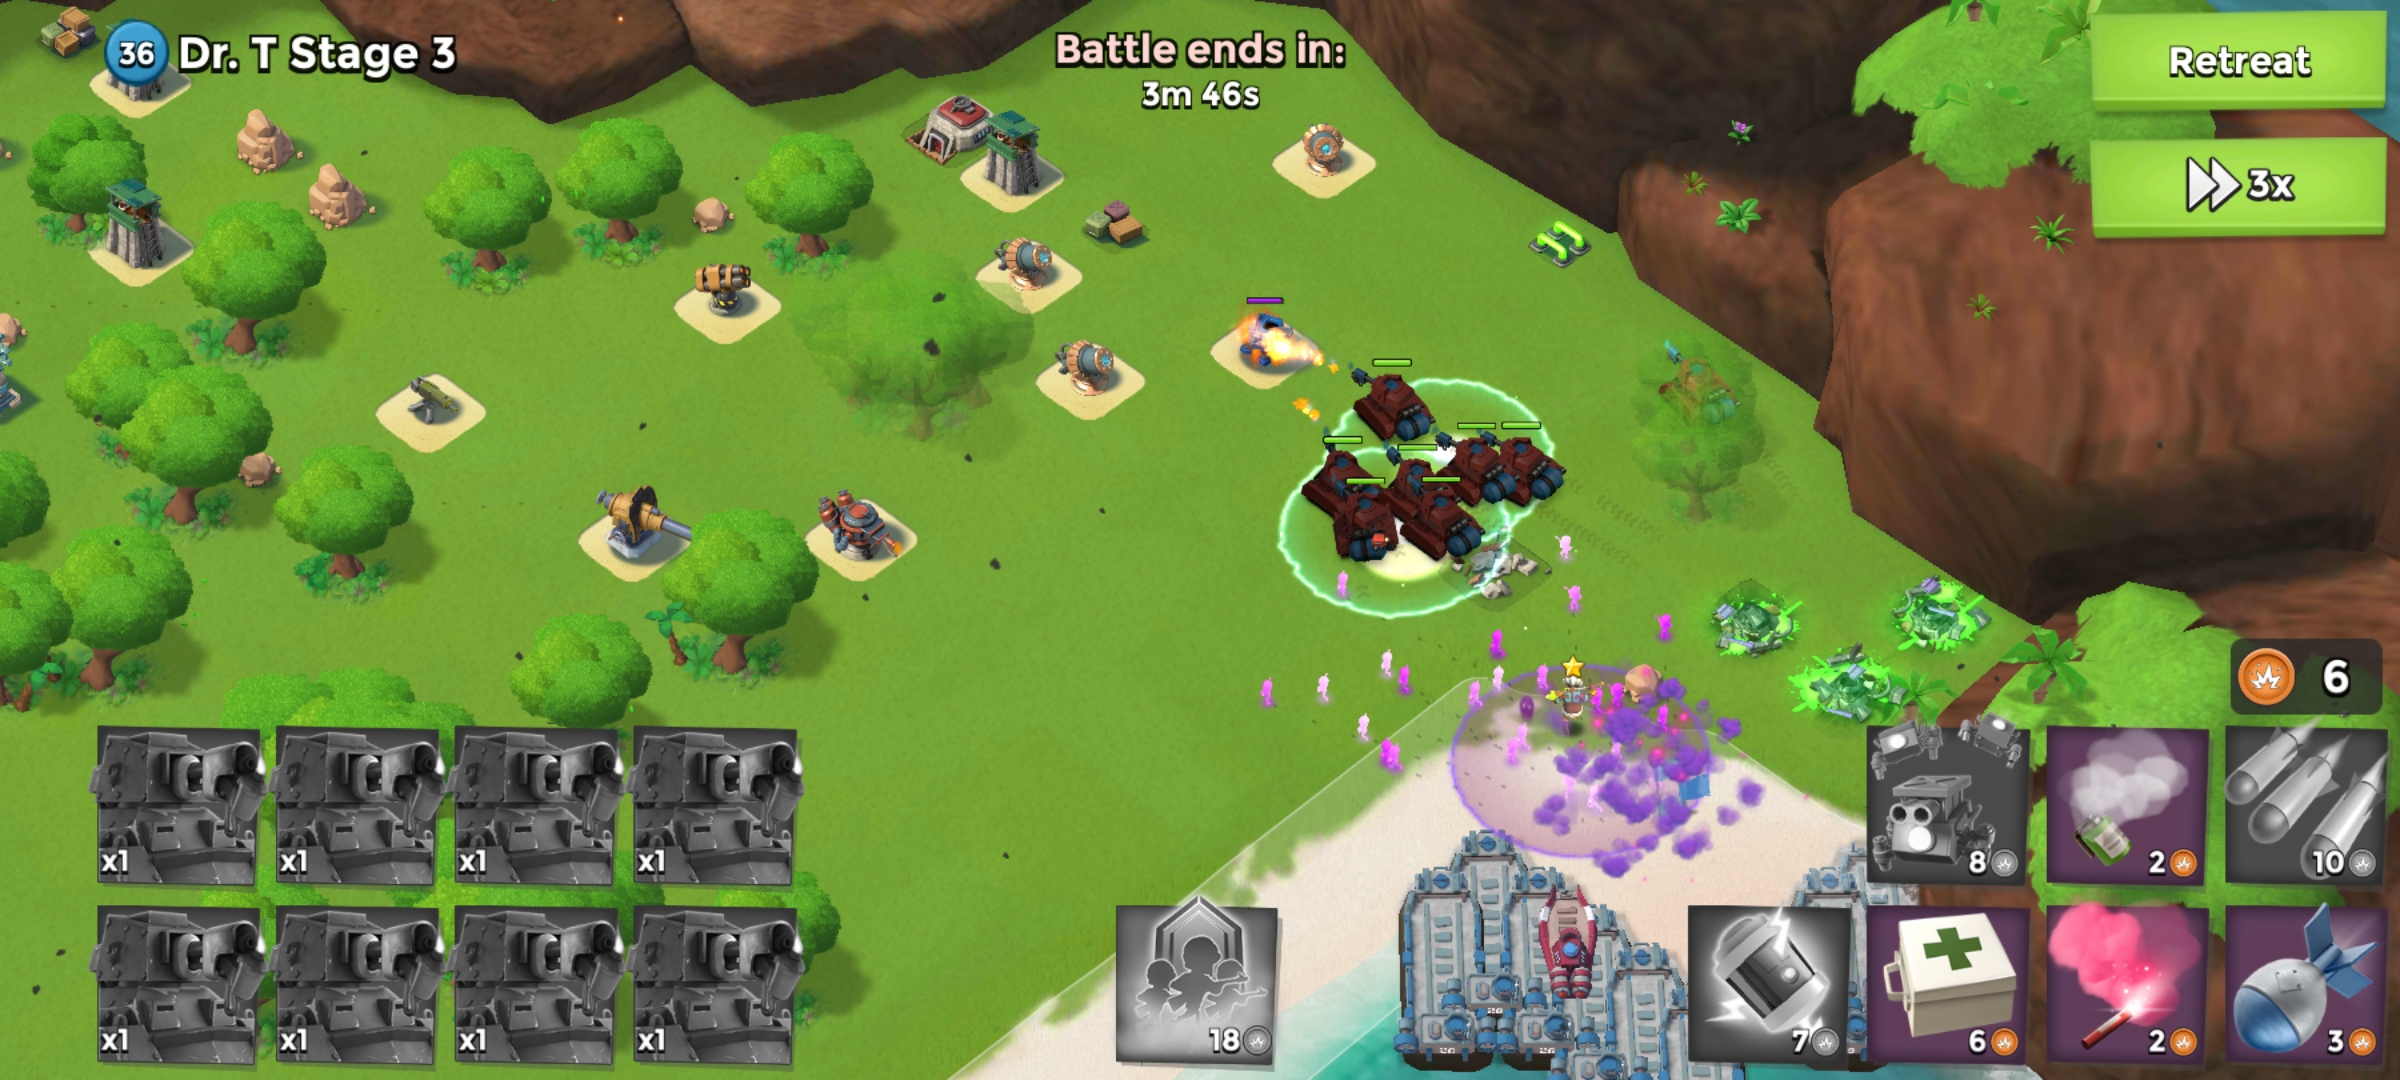 36 Dr. T Stage 3
Battle ends in:
3m 46s
Retreat
3x
6
x1 x1 x1 x1
8 2 10
x1 x1 x1 x1
18 7 6 2 3